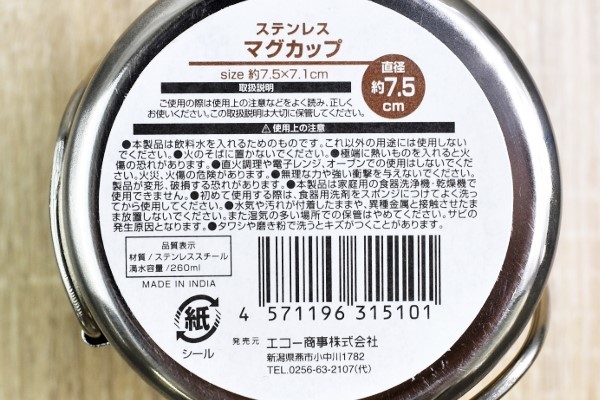 ステンレス
マグカップ
size 約7.5×7.1cm
直径
約7.5
cm
取扱説明
ご使用の際は使用上の注意などをよく読み、正しく
お使いください。この取扱説明は大切に保管してください。
⚠使用上の注意
●本製品は飲料水を入れるためのものです。これ以外の用途には使用しない
でください。●火のそばに置かないでください。●極端に熱いものを入れると火
傷の恐れがあります。●直火調理や電子レンジ、オーブンでの使用はしないでくだ
さい。火災、火傷の危険があります。●無理な力や強い衝撃を与えないでください。
製品が変形、破損する恐れがあります。●本製品は家庭用の食器洗浄機・乾燥機で
使用できません。●初めて使用する際は、食器用洗剤をスポンジにつけてよく洗っ
てから使用してください。●水気や汚れが付着したままや、異種金属と接触させたま
ま放置しないでください。また湿気の多い場所での保管はやめてください。サビの
発生原因となります。●タワシや磨き粉で洗うとキズがつくことがあります。
品質表示
材質/ステンレススチール
満水容量/260ml
MADE IN INDIA
紙
シール
4 571196 315101
発売元 エコー商事株式会社
新潟県燕市小中川1782
TEL.0256-63-2107(代)